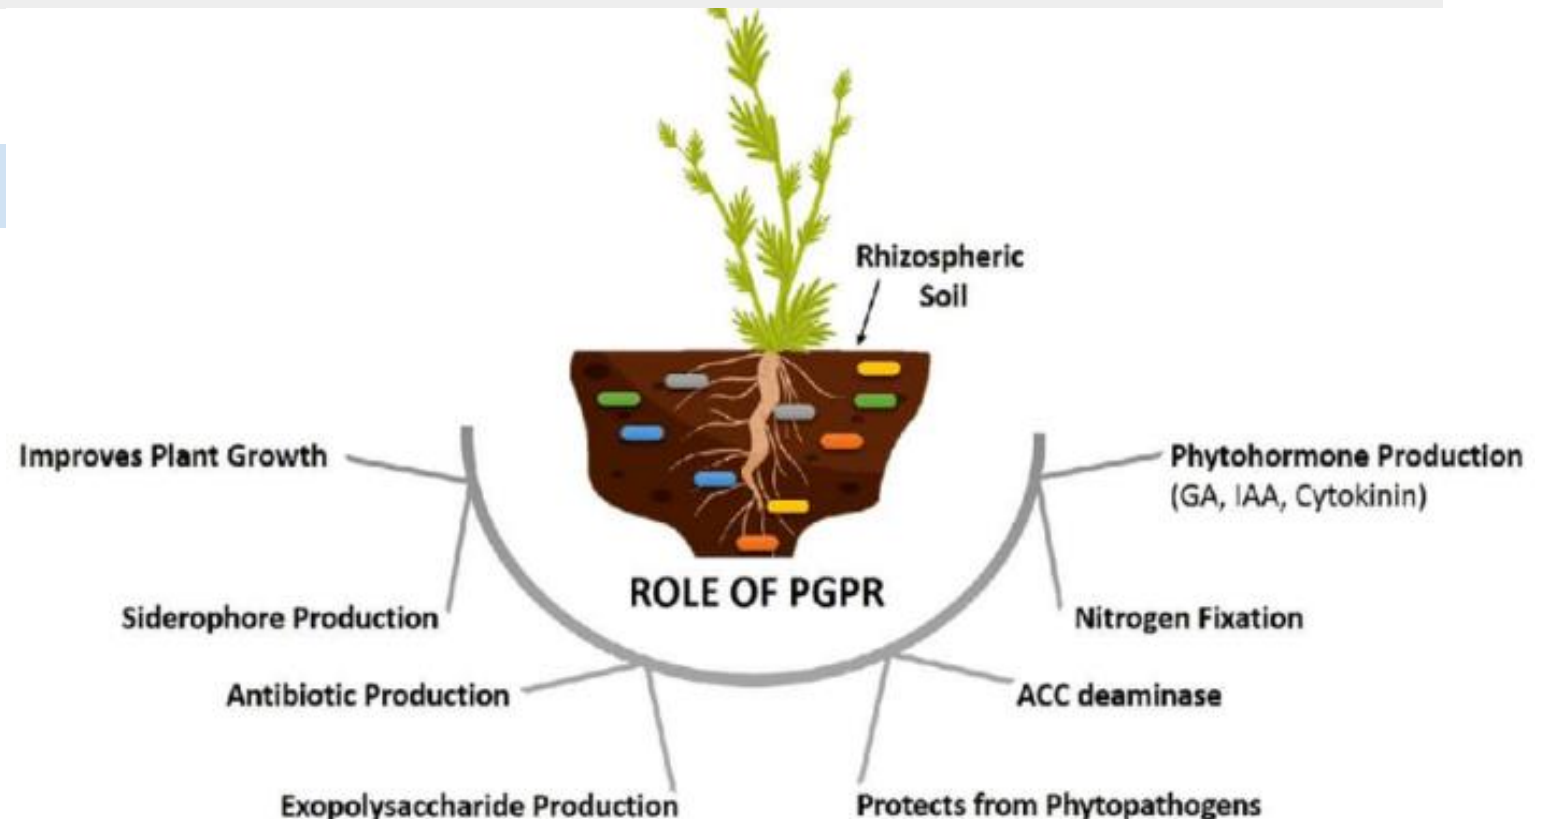 Rhizospheric
Soil
Improves Plant Growth
Phytohormone Production
(GA, IAA, Cytokinin)
ROLE OF PGPR
Siderophore Production
Nitrogen Fixation
Antibiotic Production
ACC deaminase
Exopolysaccharide Production
Protects from Phytopathogens